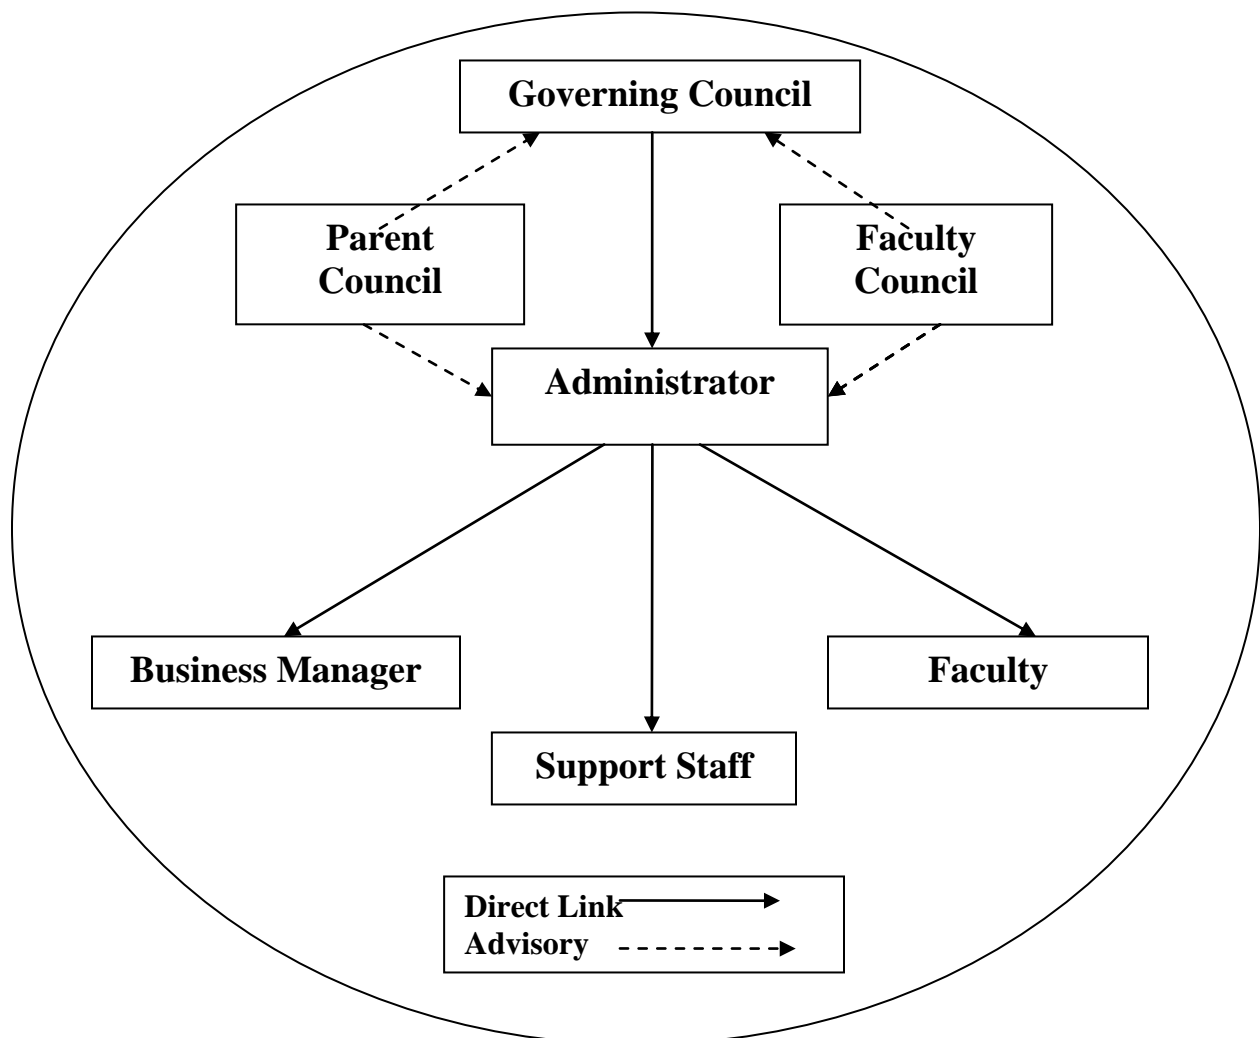 Governing Council
Parent
Council
Faculty
Council
Administrator
Business Manager
Faculty
Support Staff
Direct Link
Advisory